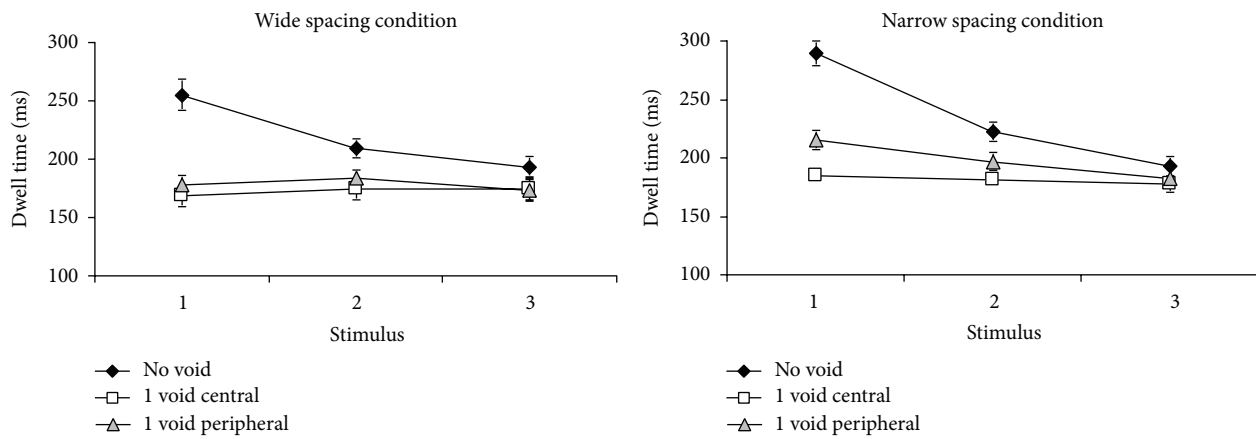 Wide spacing condition
300
250
200
150
100
Dwell time (ms)
1 2 3
Stimulus
No void
1 void central
1 void peripheral
Narrow spacing condition
300
250
200
150
100
Dwell time (ms)
1 2 3
Stimulus
No void
1 void central
1 void peripheral